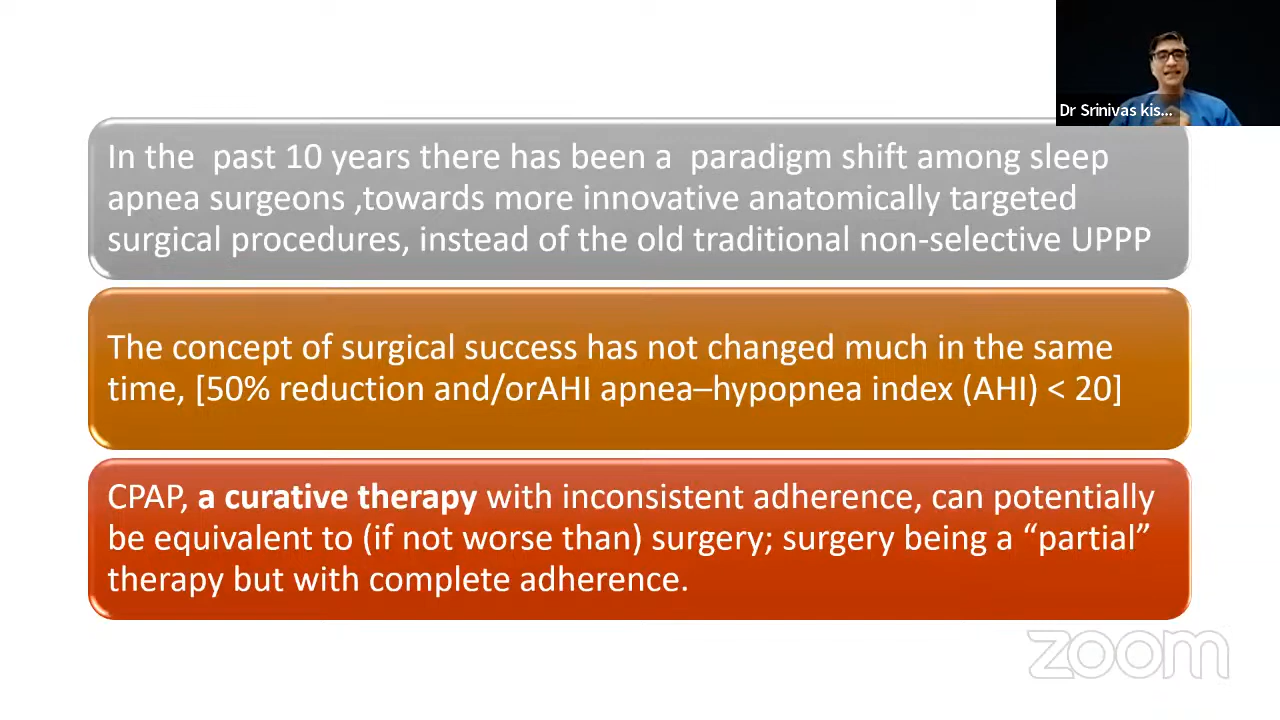 Dr Srinivas kis...
In the past 10 years there has been a paradigm shift among sleep
apnea surgeons ,towards more innovative anatomically targeted
surgical procedures, instead of the old traditional non-selective UPPP
The concept of surgical success has not changed much in the same
time, [50% reduction and/orAHI apnea–hypopnea index (AHI) < 20]
CPAP, a curative therapy with inconsistent adherence, can potentially
be equivalent to (if not worse than) surgery; surgery being a “partial”
therapy but with complete adherence.
zoom